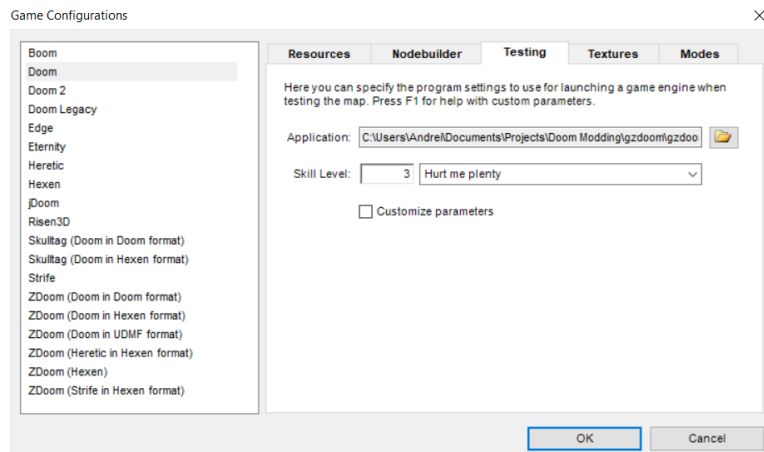 Game Configurations
Boom
Doom
Doom 2
Doom Legacy
Edge
Eternity
Heretic
Hexen
jDoom
Risen3D
Skulltag (Doom in Doom format)
Skulltag (Doom in Hexen format)
Strife
ZDoom (Doom in Doom format)
ZDoom (Doom in Hexen format)
ZDoom (Doom in UDMF format)
ZDoom (Heretic in Hexen format)
ZDoom (Hexen)
ZDoom (Strife in Hexen format)
Resources Nodebuilder Testing Textures Modes
Here you can specify the program settings to use for launching a game engine when
testing the map. Press F1 for help with custom parameters.
Application: C:\Users\Andrei\Documents\Projects\Doom Modding\gzdoom\gzdoo
Skill Level: 3 Hurt me plenty
Customize parameters
OK Cancel